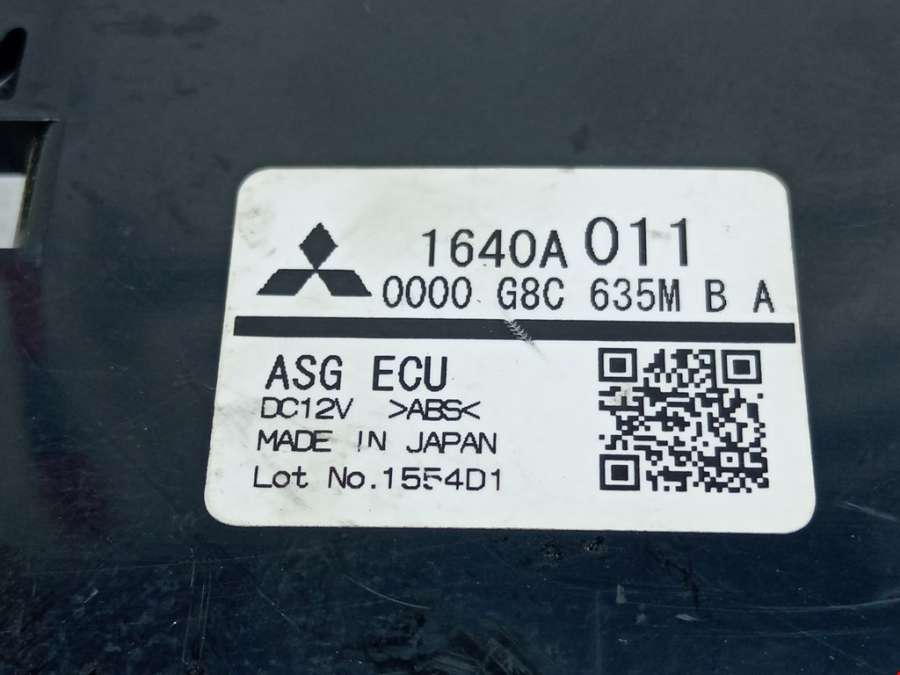 1640A 011
0000 G8C 635M B A
ASG ECU
DC12V >ABS<
MADE IN JAPAN
Lot No.1554D1